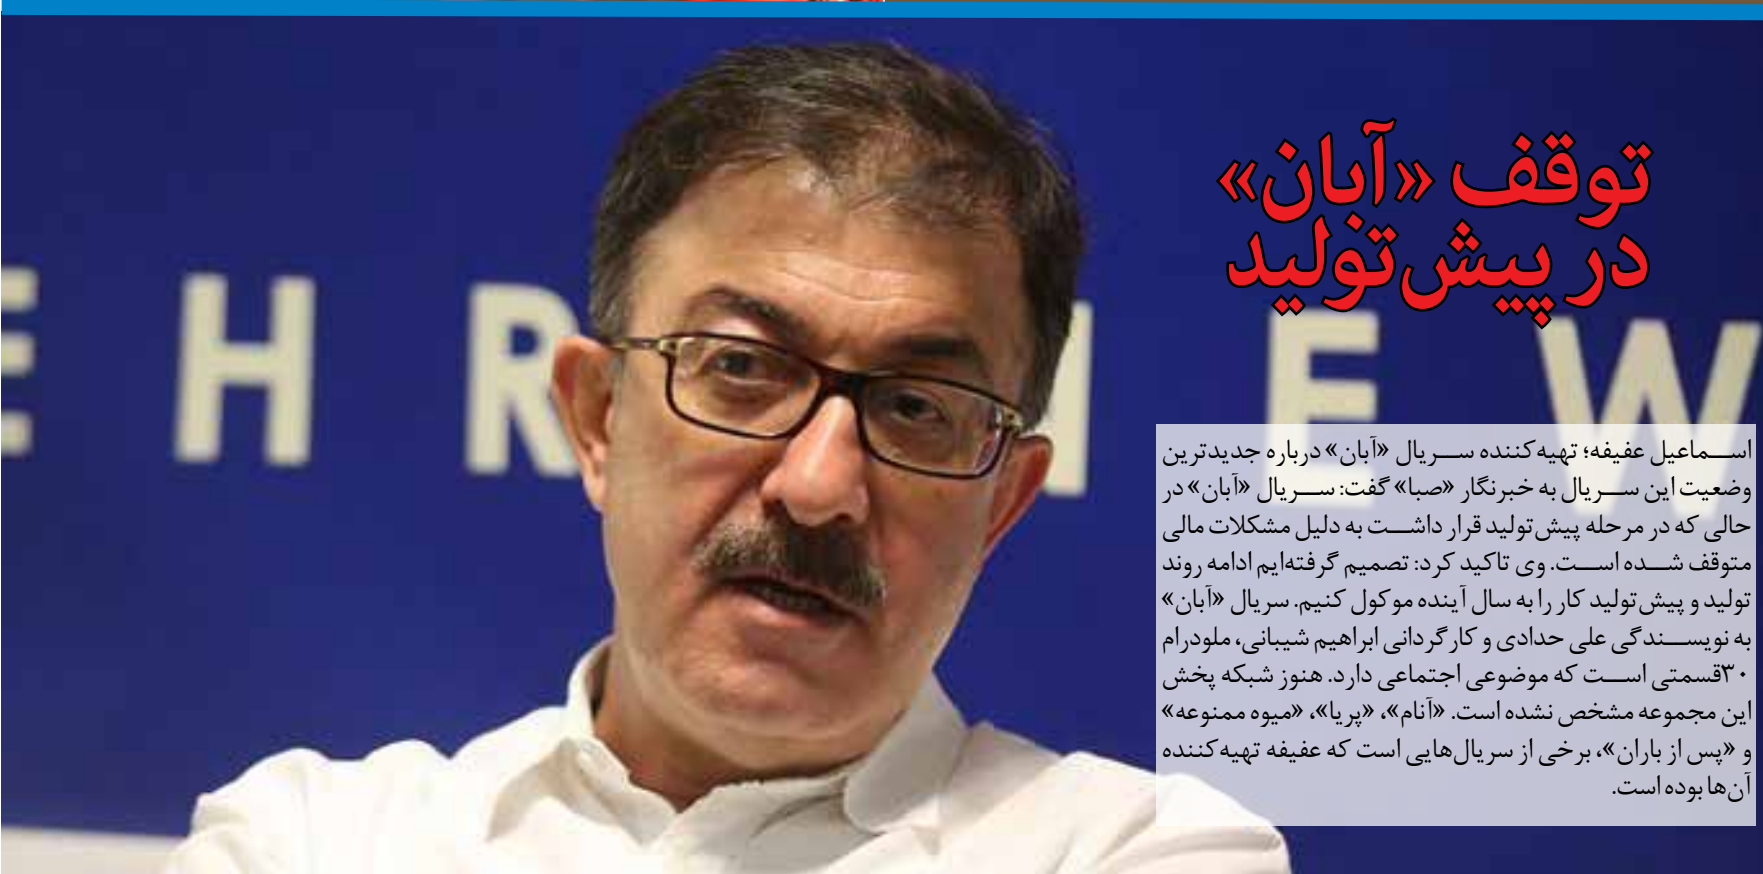 توقف «آبان»
در پیش‌تولید
EHR NEW
اسماعیل عفیفه؛ تهیه‌کننده سریال «آبان» درباره جدیدترین
وضعیت این سریال به خبرنگار «صبا» گفت: سریال «آبان» در
حالی که در مرحله پیش‌تولید قرار داشت به دلیل مشکلات مالی
متوقف شده است. وی تاکید کرد: تصمیم گرفته‌ایم ادامه روند
تولید و پیش‌تولید کار را به سال آینده موکول کنیم. سریال «آبان»
به نویسندگی علی حدادی و کارگردانی ابراهیم شیبانی، ملودرام
۳۰قسمتی است که موضوعی اجتماعی دارد. هنوز شبکه پخش
این مجموعه مشخص نشده است. «آنام»، «پریا»، «میوه ممنوعه»
و «پس از باران»، برخی از سریال‌هایی است که عفیفه تهیه‌کننده
آن‌ها بوده است.